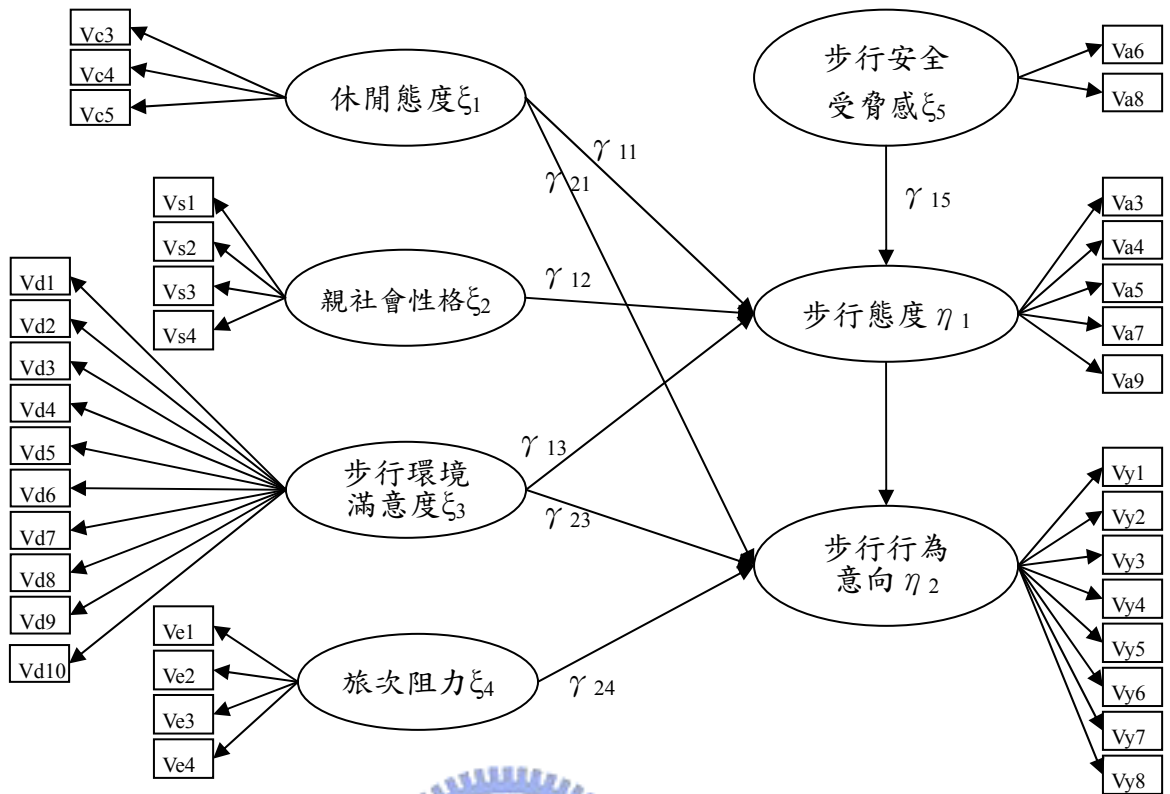 Vc3
Vc4
Vc5
休閒態度ξ1
步行安全
受脅感ξ5
Va6
Va8
γ 11
γ 21
γ 15
Vs1
Vs2
Vs3
Vs4
親社會性格ξ2
γ 12
步行態度 η 1
Va3
Va4
Va5
Va7
Va9
Vd1
Vd2
Vd3
Vd4
Vd5
Vd6
Vd7
Vd8
Vd9
Vd10
步行環境
滿意度ξ3
γ 13
γ 23
步行行為
意向 η 2
Vy1
Vy2
Vy3
Vy4
Vy5
Vy6
Vy7
Vy8
Ve1
Ve2
Ve3
Ve4
旅次阻力ξ4
γ 24